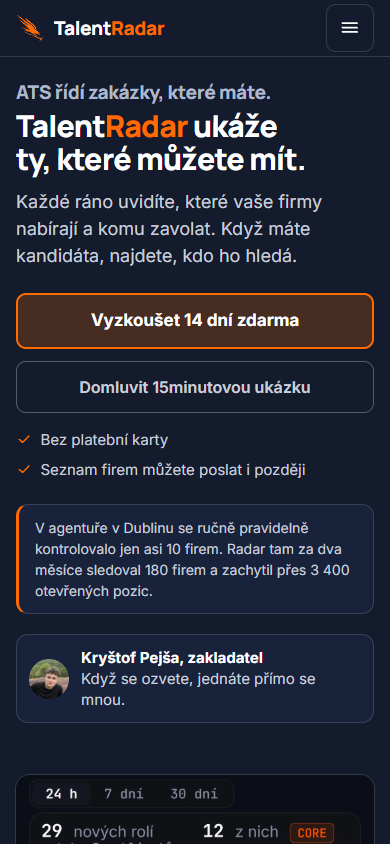 TalentRadar
ATS řídí zakázky, které máte.
TalentRadar ukáže
ty, které můžete mít.
Každé ráno uvidíte, které vaše firmy
nabírají a komu zavolat. Když máte
kandidáta, najdete, kdo ho hledá.
Vyzkoušet 14 dní zdarma
Domluvit 15minutovou ukázku
Bez platební karty
Seznam firem můžete poslat i později
V agentuře v Dublinu se ručně pravidelně
kontrolovalo jen asi 10 firem. Radar tam za dva
měsíce sledoval 180 firem a zachytil přes 3 400
otevřených pozic.
Kryštof Pejša, zakladatel
Když se ozvete, jednáte přímo se
mnou.
24 h 7 dní 30 dní
29 nových rolí 12 z nich CORE